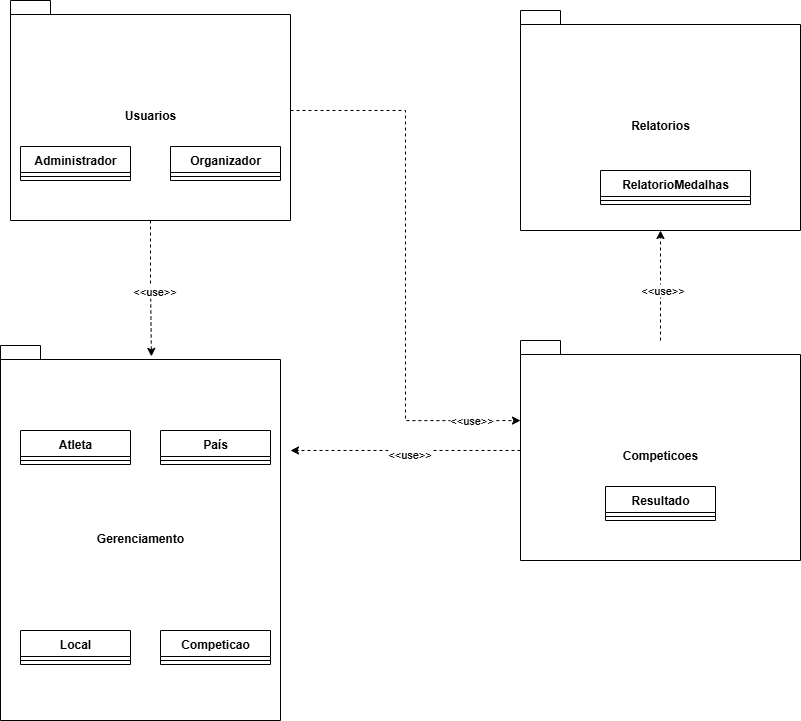 Usuarios
Administrador
Organizador
Relatorios
RelatorioMedalhas
<<use>>
<<use>>
<<use>>
<<use>>
Atleta
País
Gerenciamento
Local
Competicao
Competicoes
Resultado